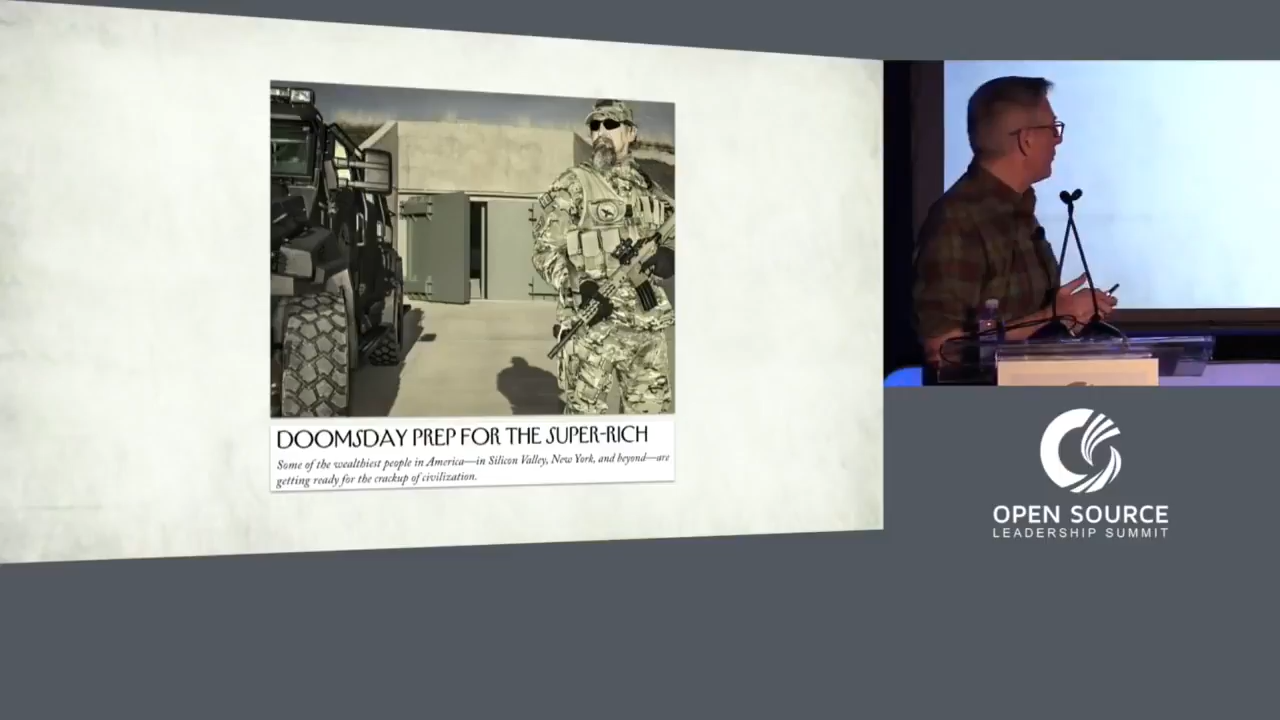 DOOMSDAY PREP FOR THE SUPER-RICH
Some of the wealthiest people in America—in Silicon Valley, New York, and beyond—are
getting ready for the crackup of civilization.
OPEN SOURCE
LEADERSHIP SUMMIT